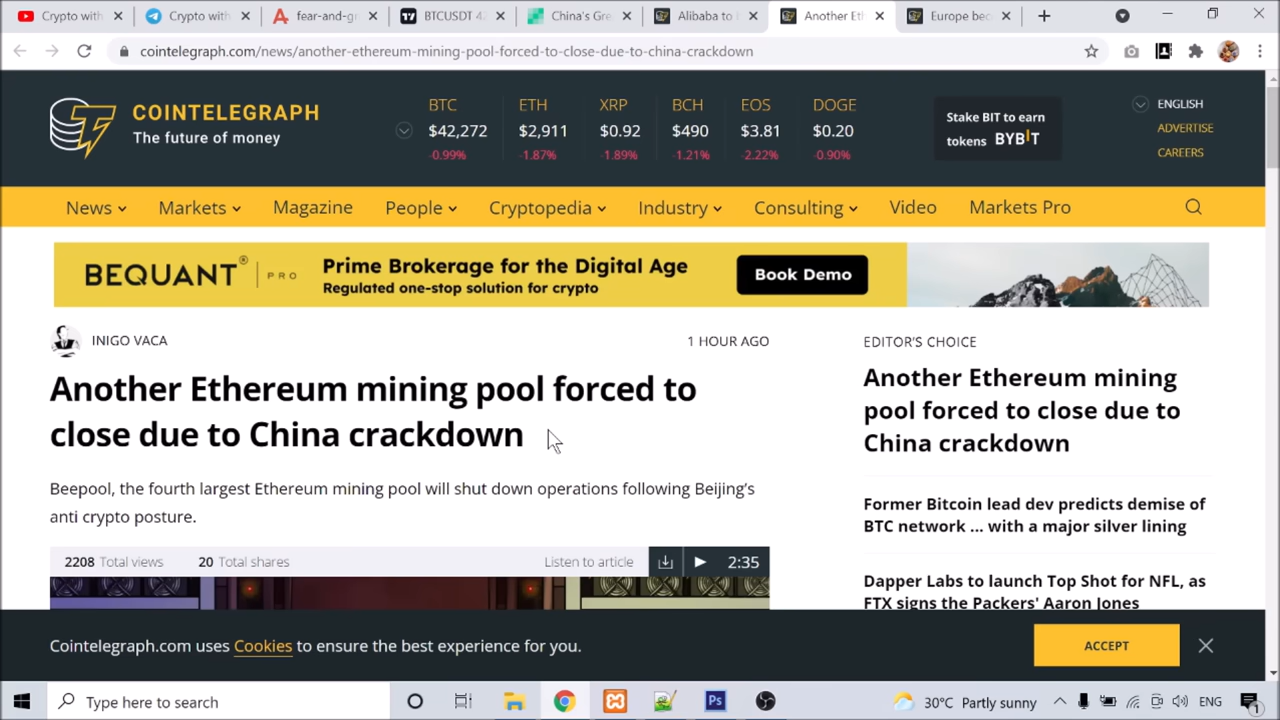 Crypto with
Crypto with
fear-and-gr
BTCUSDT 42
China's Gre
Alibaba to i
Another Eth
Europe bec
cointelegraph.com/news/another-ethereum-mining-pool-forced-to-close-due-to-china-crackdown
COINTELEGRAPH
The future of money
BTC ETH XRP BCH EOS DOGE
$42,272 $2,911 $0.92 $490 $3.81 $0.20
-0.99% -1.87% -1.89% -1.21% -2.22% -0.90%
Stake BIT to earn
tokens BYBIT
ENGLISH
ADVERTISE
CAREERS
News Markets Magazine People Cryptopedia Industry Consulting Video Markets Pro
BEQUANT® PRO
Prime Brokerage for the Digital Age
Regulated one-stop solution for crypto
Book Demo
INIGO VACA
1 HOUR AGO
Another Ethereum mining pool forced to
close due to China crackdown
Beepool, the fourth largest Ethereum mining pool will shut down operations following Beijing's
anti crypto posture.
2208 Total views 20 Total shares Listen to article 2:35
EDITOR'S CHOICE
Another Ethereum mining
pool forced to close due to
China crackdown
Former Bitcoin lead dev predicts demise of
BTC network ... with a major silver lining
Dapper Labs to launch Top Shot for NFL, as
FTX signs the Packers' Aaron Jones
Cointelegraph.com uses Cookies to ensure the best experience for you.
ACCEPT
Type here to search
Ps
30°C Partly sunny
ENG
1